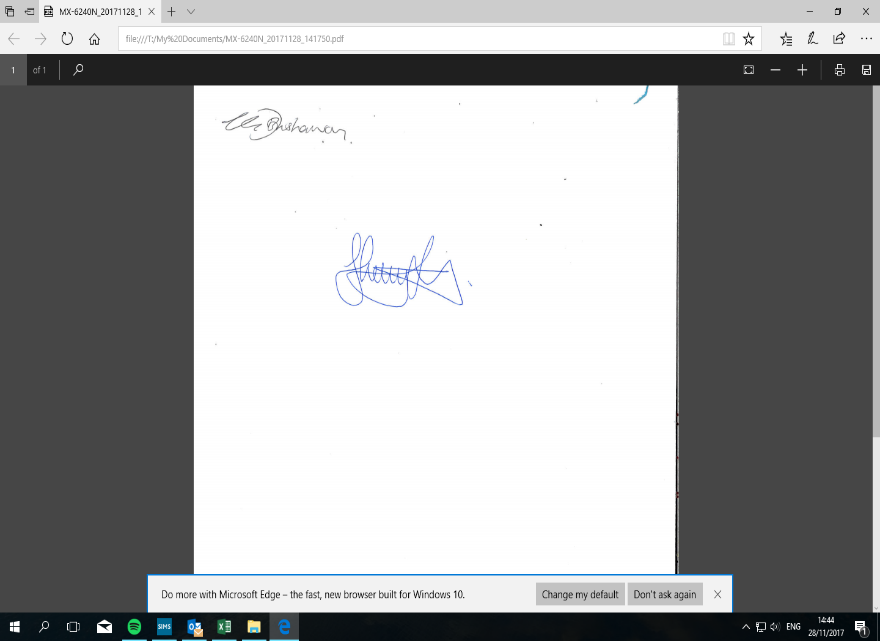 MX-6240N_20171128_1
file:///T:/My%20Documents/MX-6240N_20171128_141750.pdf
1 of 1
Do more with Microsoft Edge – the fast, new browser built for Windows 10.
Change my default
Don't ask again
SIMS
ENG
14:44
28/11/2017
1